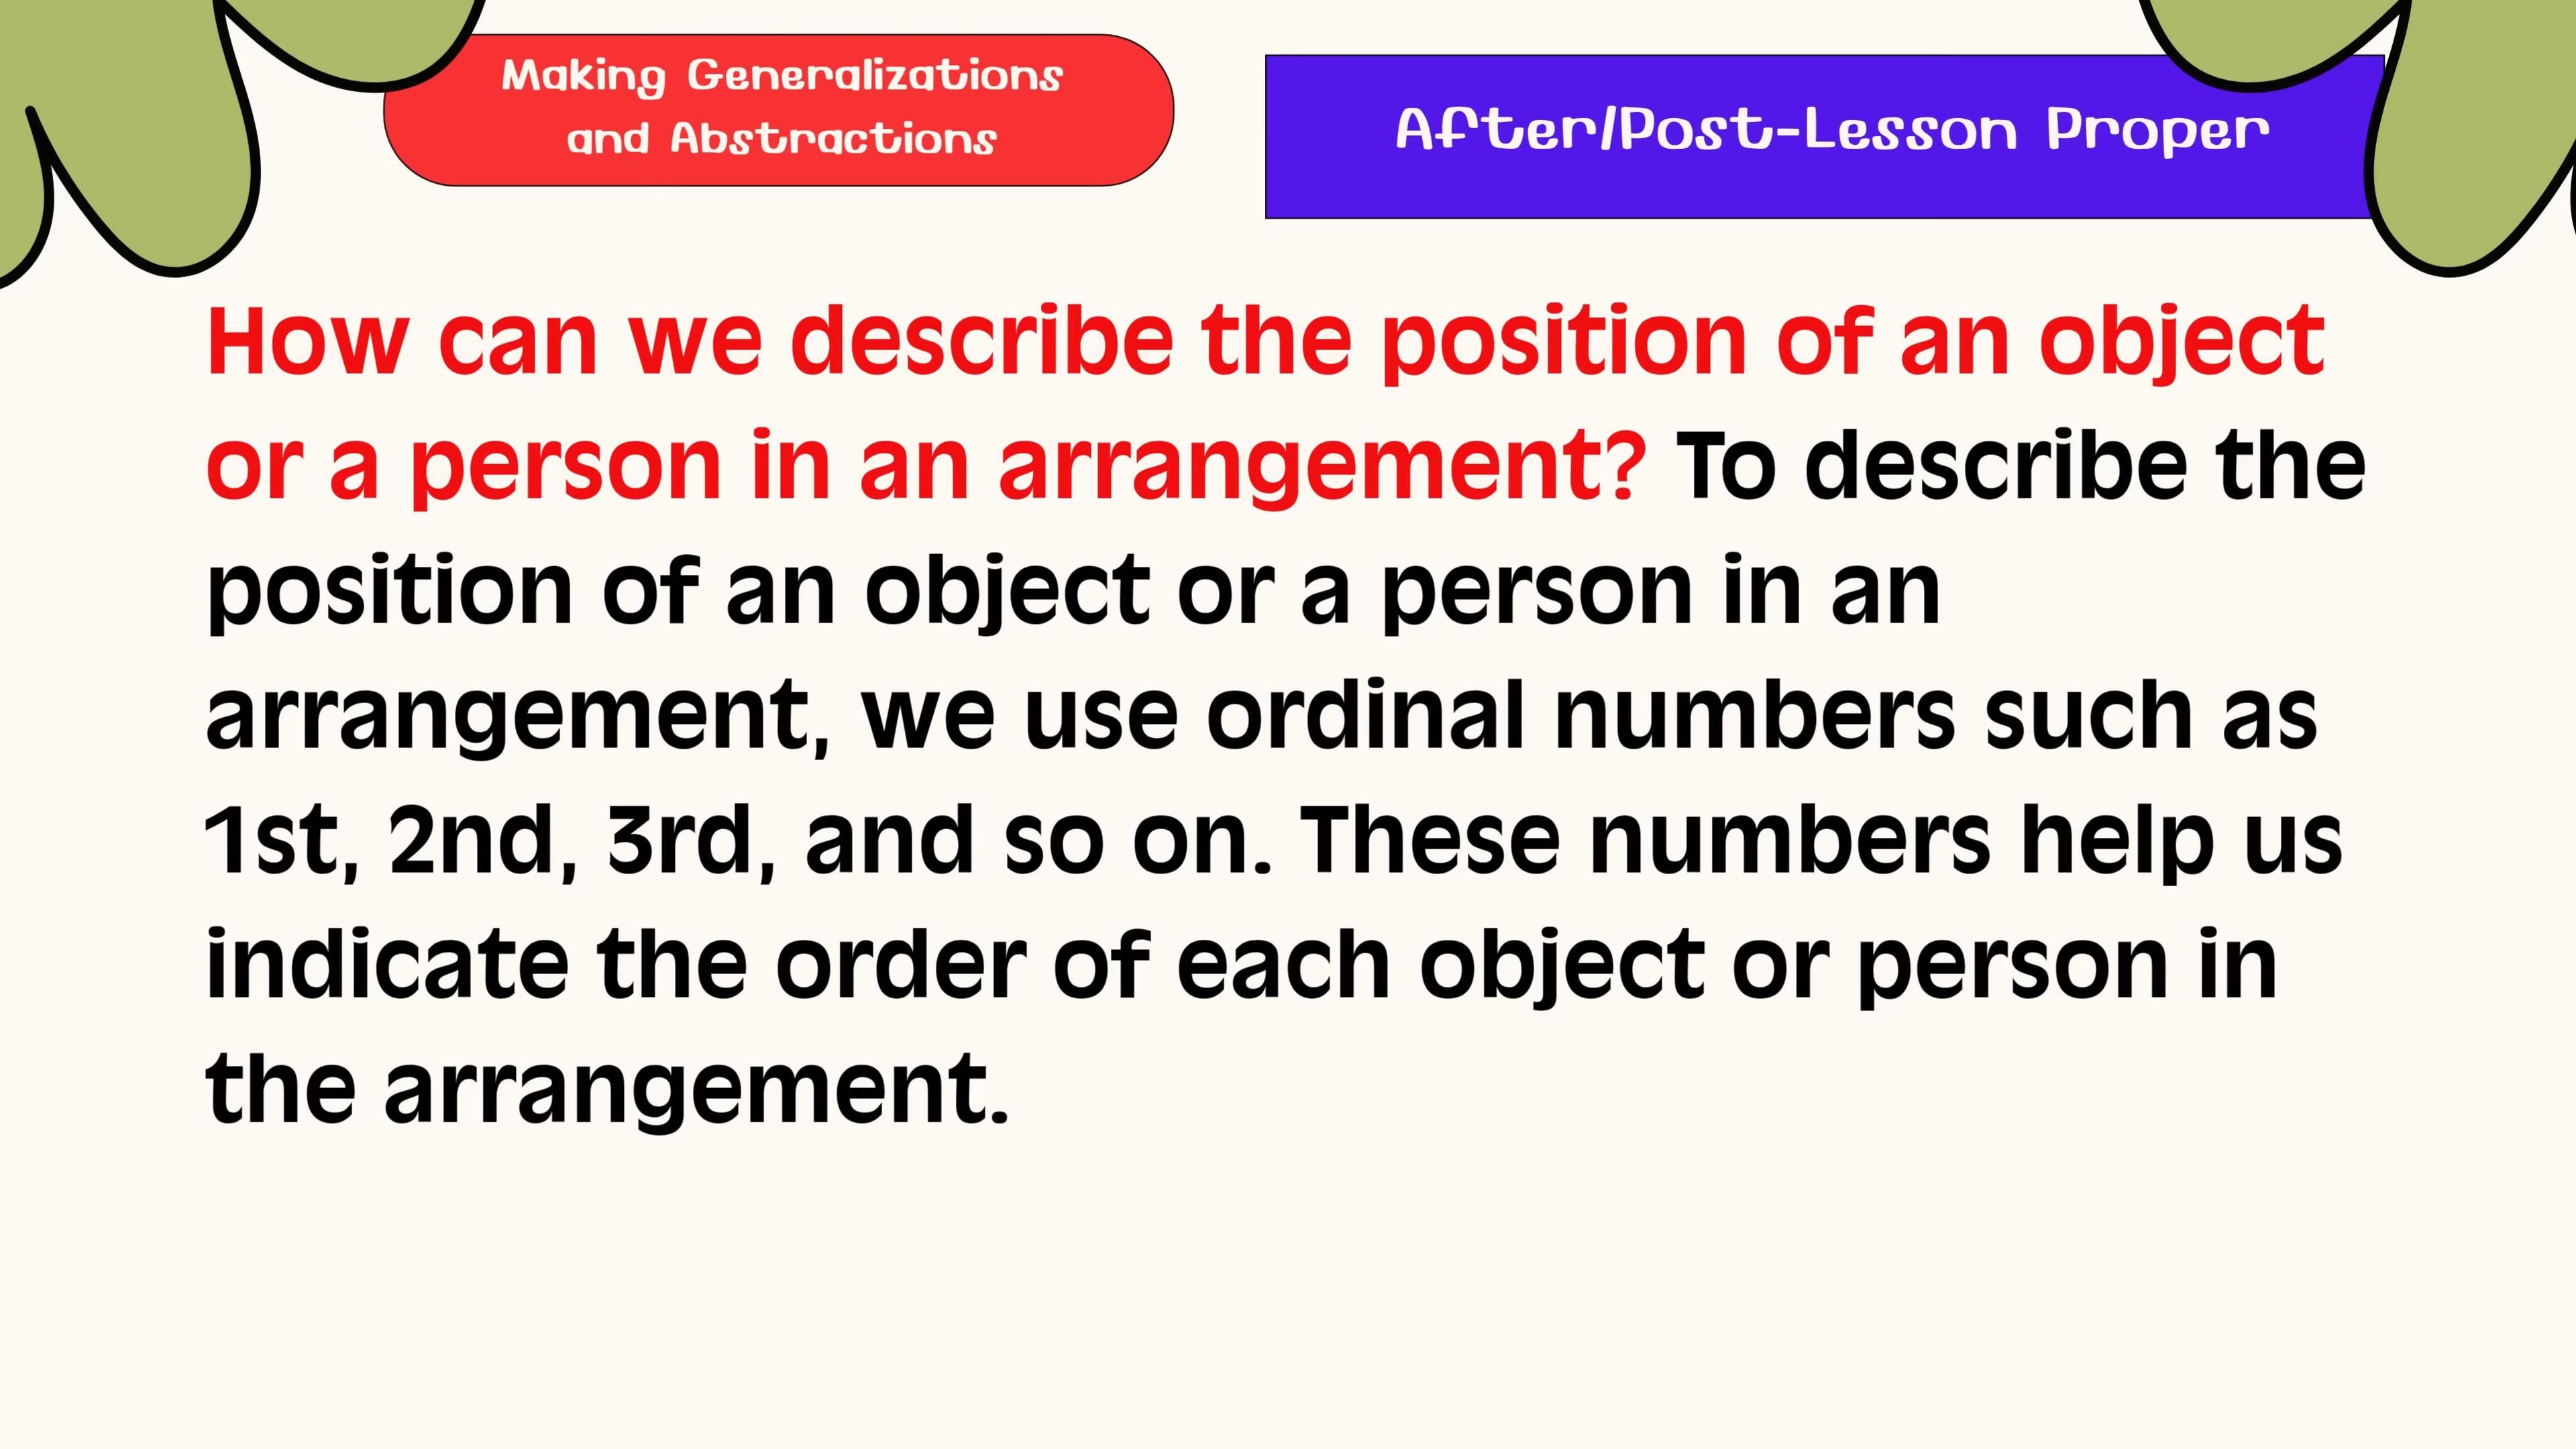 Making Generalizations
and Abstractions
After/Post-Lesson Proper
How can we describe the position of an object
or a person in an arrangement? To describe the
position of an object or a person in an
arrangement, we use ordinal numbers such as
1st, 2nd, 3rd, and so on. These numbers help us
indicate the order of each object or person in
the arrangement.